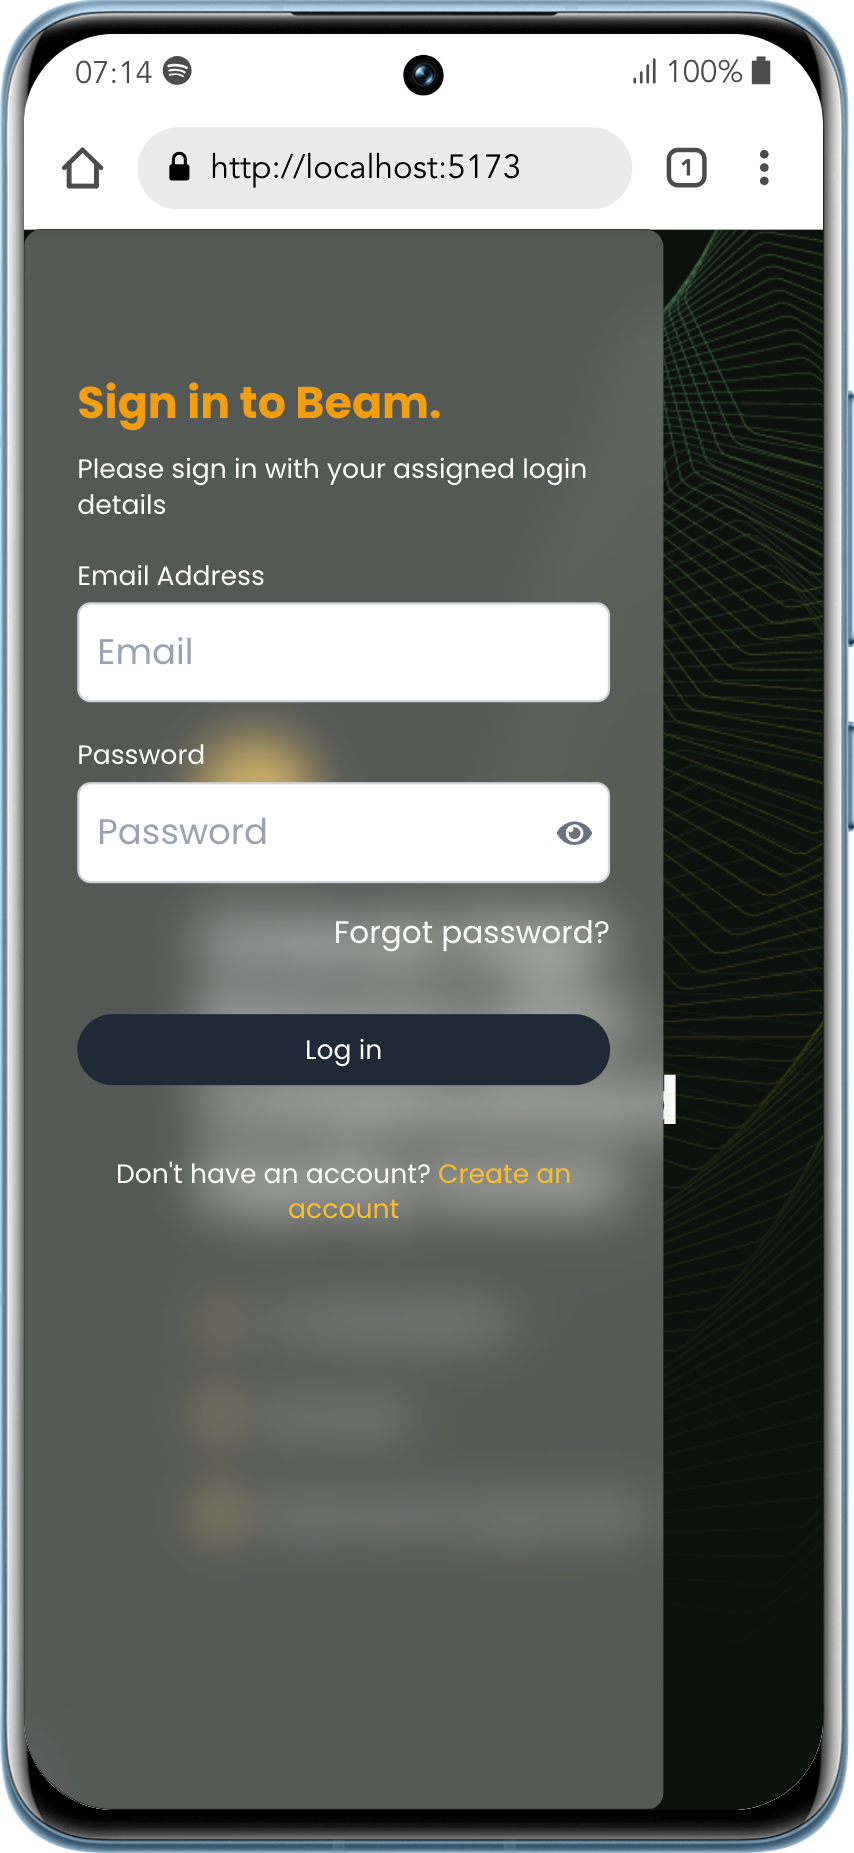 07:14
100%
http://localhost:5173
1
Sign in to Beam.
Please sign in with your assigned login
details
Email Address
Email
Password
Password
Forgot password?
Log in
Don't have an account? Create an
account